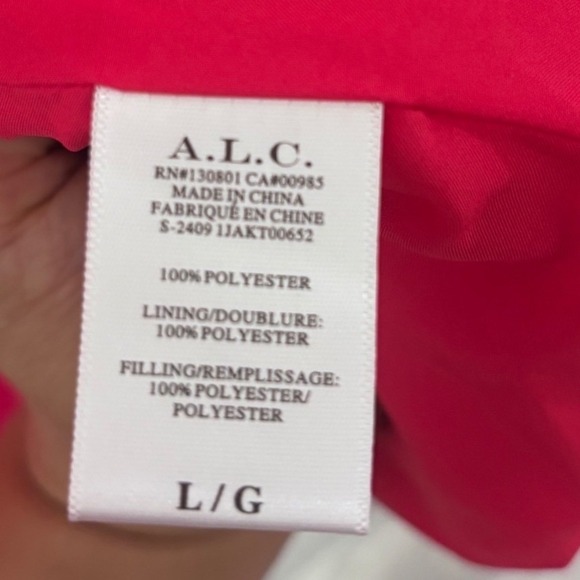 A.L.C.
RN#130801 CA#00985
MADE IN CHINA
FABRIQUÉ EN CHINE
S-2409 1JAKT00652
100% POLYESTER
LINING/DOUBLURE:
100% POLYESTER
FILLING/REMPLISSAGE:
100% POLYESTER/
POLYESTER
L / G